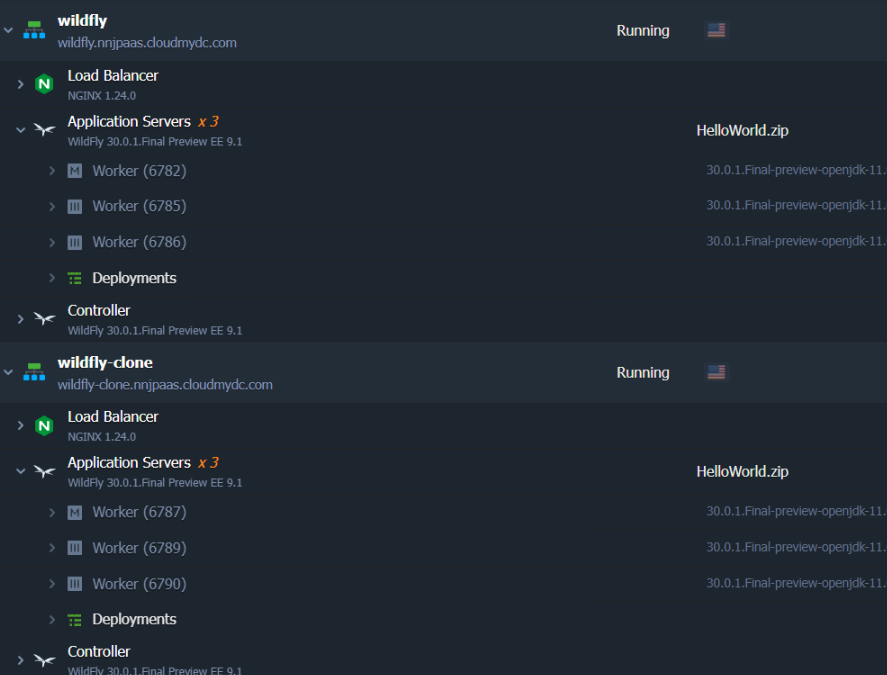 wildfly
wildfly.nnjpaas.cloudmydc.com
Running
Load Balancer
NGINX 1.24.0
Application Servers x 3
WildFly 30.0.1.Final Preview EE 9.1
HelloWorld.zip
M Worker (6782)
30.0.1.Final-preview-openjdk-11.
Worker (6785)
30.0.1.Final-preview-openjdk-11.
Worker (6786)
30.0.1.Final-preview-openjdk-11.
Deployments
Controller
WildFly 30.0.1.Final Preview EE 9.1
wildfly-clone
wildfly-clone.nnjpaas.cloudmydc.com
Running
Load Balancer
NGINX 1.24.0
Application Servers x 3
WildFly 30.0.1.Final Preview EE 9.1
HelloWorld.zip
M Worker (6787)
30.0.1.Final-preview-openjdk-11.
Worker (6789)
30.0.1.Final-preview-openjdk-11.
Worker (6790)
30.0.1.Final-preview-openjdk-11.
Deployments
Controller
WildFly 30.0.1.Final Preview EE 9.1